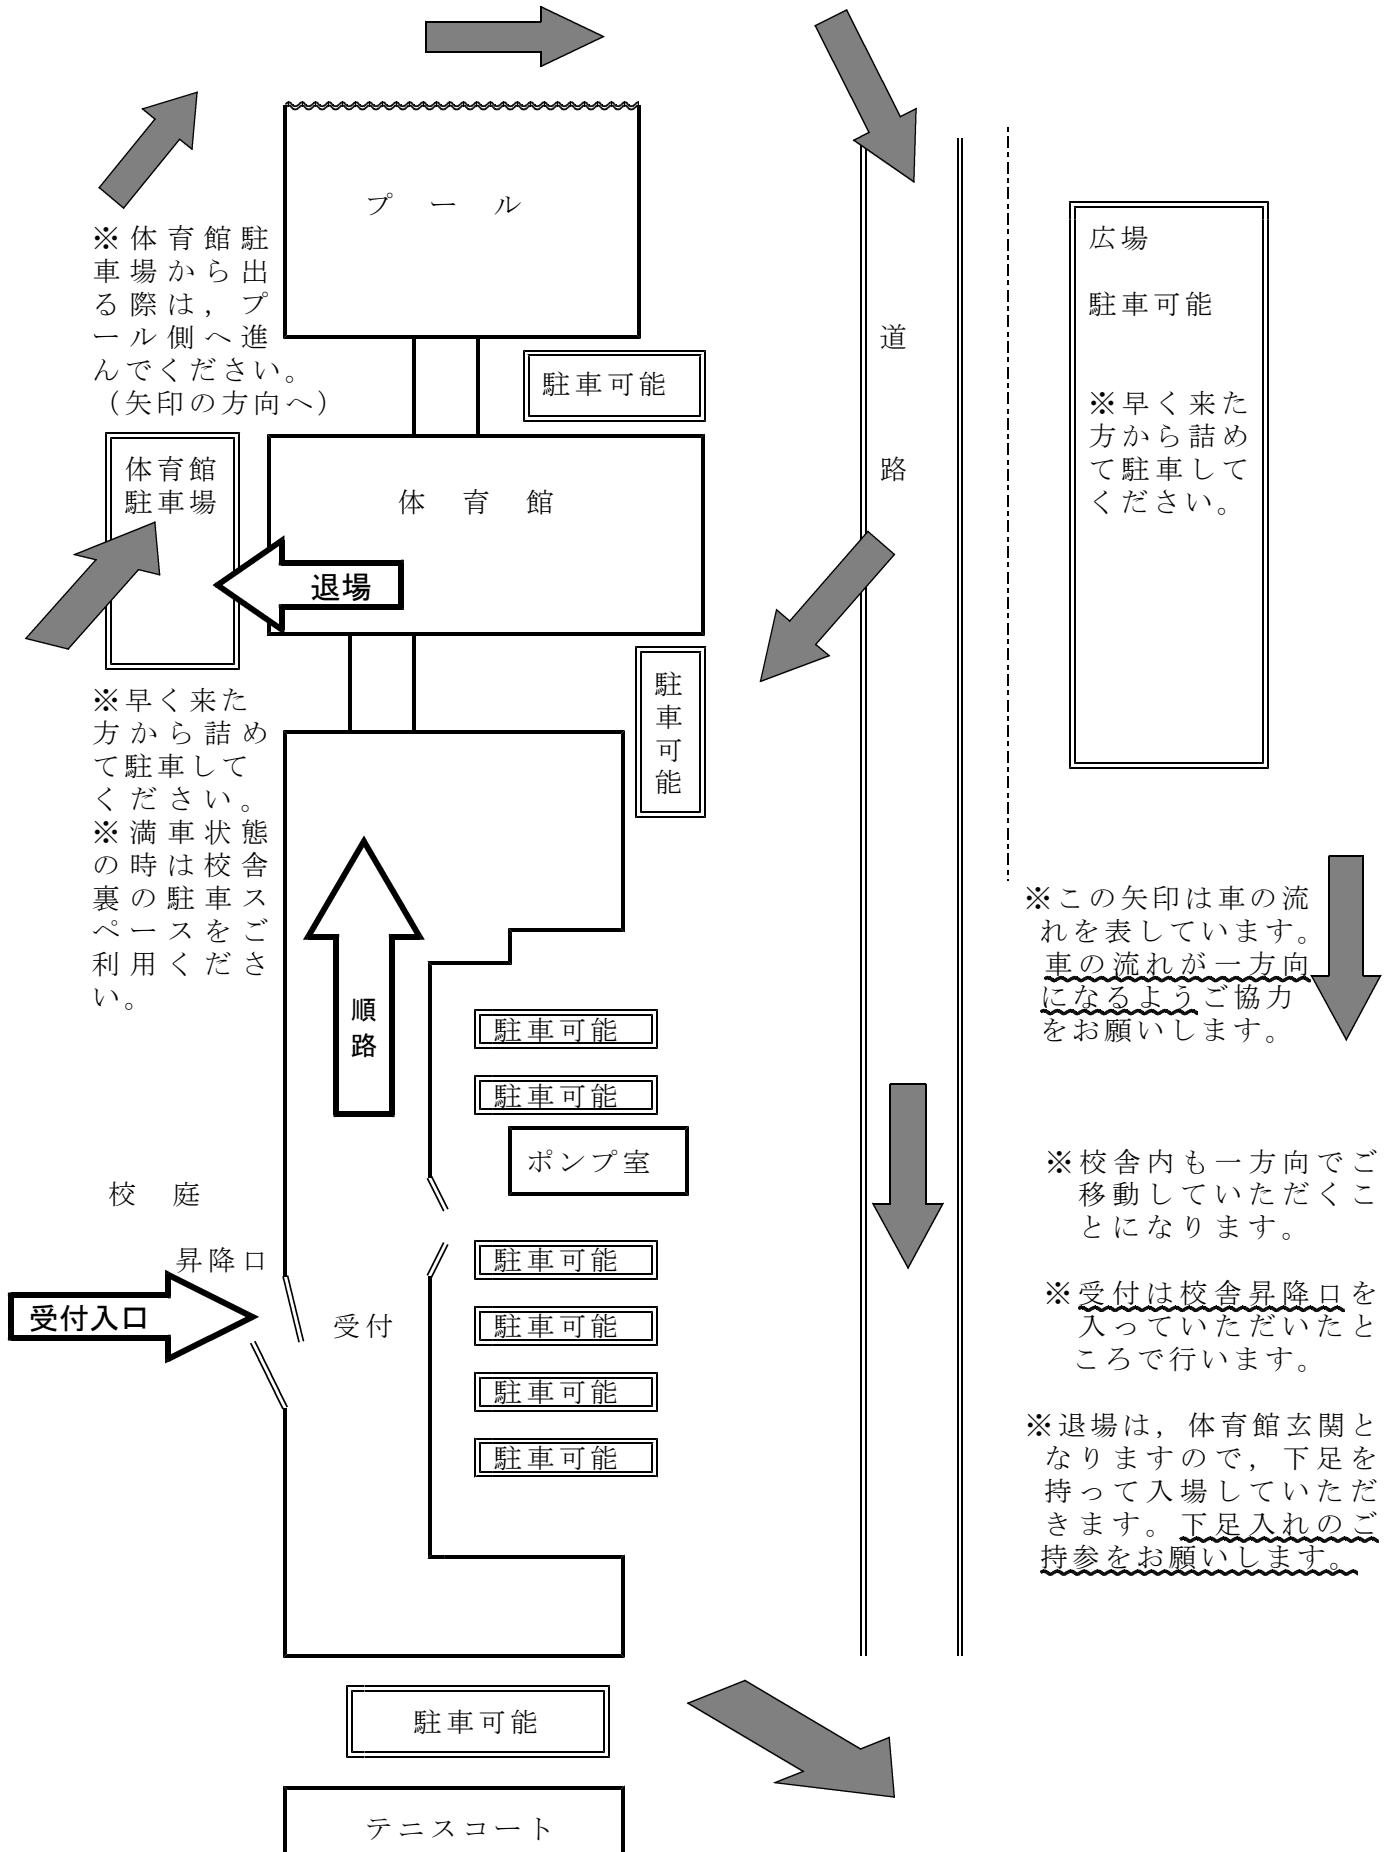 プール
※体育館駐
車場から出
る際は，プ
ール側へ進
んでください。
（矢印の方向へ）
駐車可能
体育館
駐車場
体育館
退場
※早く来た
方から詰め
て駐車して
ください。
※満車状態
の時は校舎
裏の駐車ス
ペースをご
利用くださ
い。
駐車可能
順路
駐車可能
駐車可能
ポンプ室
校庭
昇降口
受付入口
受付
駐車可能
駐車可能
駐車可能
駐車可能
駐車可能
テニスコート
道路
広場
駐車可能
※早く来た
方から詰め
て駐車して
ください。
※この矢印は車の流
れを表しています。
車の流れが一方向
になるようご協力
をお願いします。
※校舎内も一方向でご
移動していただくこ
とになります。
※受付は校舎昇降口を
入っていただいたと
ころで行います。
※退場は，体育館玄関と
なりますので，下足を
持って入場していただ
きます。下足入れのご
持参をお願いします。